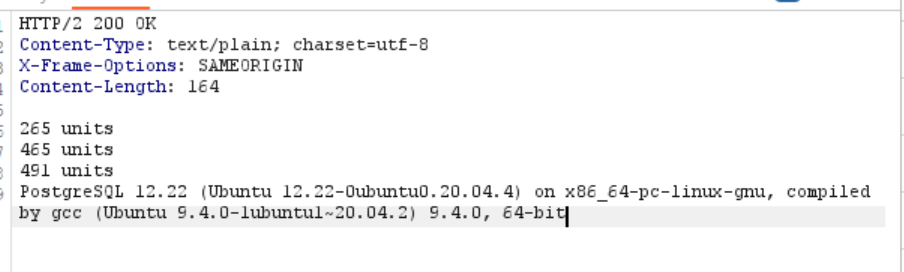 HTTP/2 200 OK
Content-Type: text/plain; charset=utf-8
X-Frame-Options: SAMEORIGIN
Content-Length: 164
265 units
465 units
491 units
PostgreSQL 12.22 (Ubuntu 12.22-0ubuntu0.20.04.4) on x86_64-pc-linux-gnu, compiled
by gcc (Ubuntu 9.4.0-1ubuntu1~20.04.2) 9.4.0, 64-bit